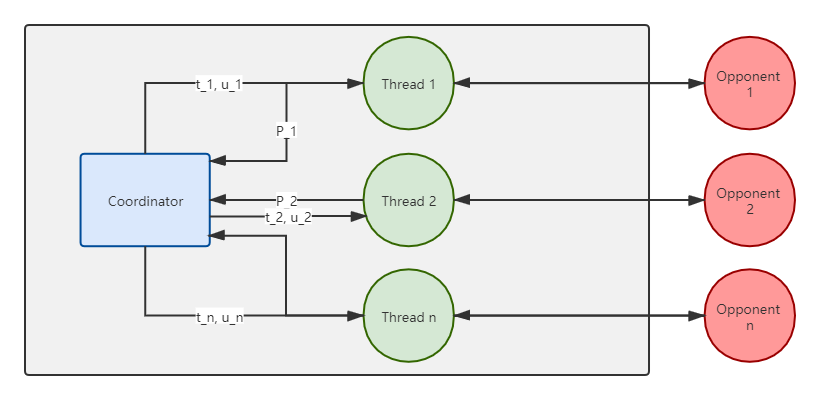 t_1, u_1
Thread 1
Opponent
1
P_1
Coordinator
P_2
t_2, u_2
Thread 2
Opponent
2
t_n, u_n
Thread n
Opponent
n